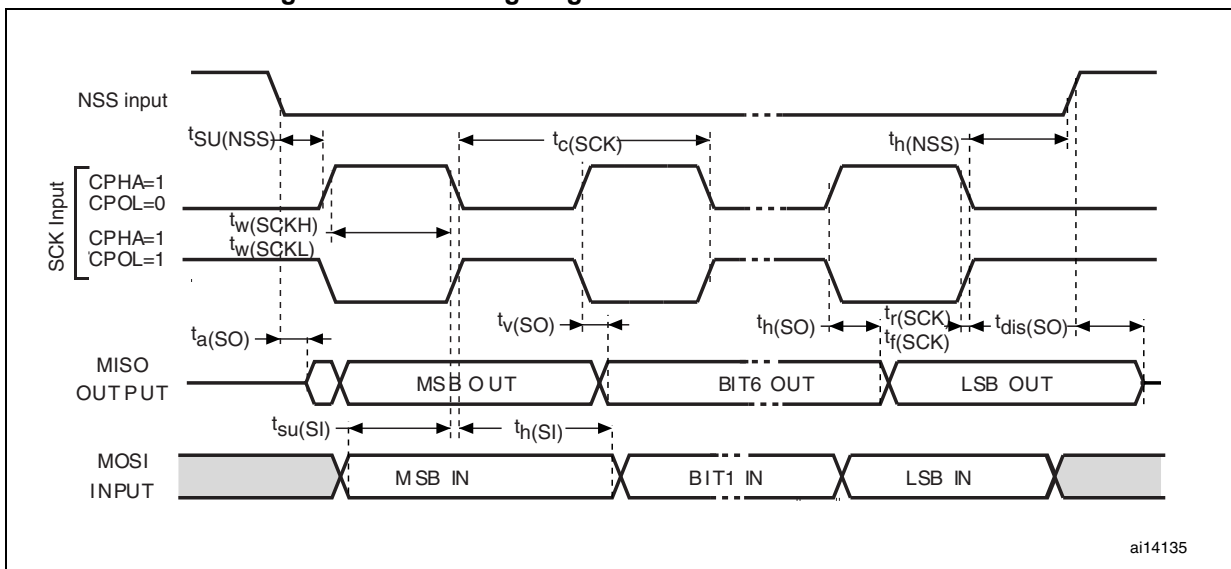 NSS input
tSU(NSS)
tc(SCK)
th(NSS)
SCK Input
CPHA=1
CPOL=0
tw(SCKH)
tw(SCKL)
CPHA=1
CPOL=1
ta(SO)
tv(SO)
th(SO)
tr(SCK)
tf(SCK)
tdis(SO)
MISO
OUTPUT
MSB OUT
BIT6 OUT
LSB OUT
tsu(SI)
th(SI)
MOSI
INPUT
MSB IN
BIT1 IN
LSB IN
ai14135